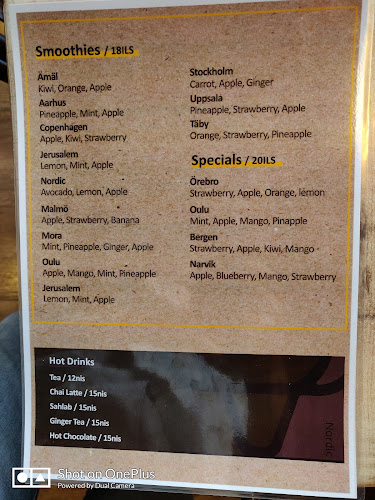 Smoothies / 18ILS
Åmål
Kiwi, Orange, Apple
Aarhus
Pineapple, Mint, Apple
Copenhagen
Apple, Kiwi, Strawberry
Jerusalem
Lemon, Mint, Apple
Nordic
Avocado, Lemon, Apple
Malmö
Apple, Strawberry, Banana
Mora
Mint, Pineapple, Ginger, Apple
Oulu
Apple, Mango, Mint, Pineapple
Jerusalem
Lemon, Mint, Apple
Stockholm
Carrot, Apple, Ginger
Uppsala
Pineapple, Strawberry, Apple
Täby
Orange, Strawberry, Pineapple
Specials / 20ILS
Örebro
Strawberry, Apple, Orange, lemon
Oulu
Mint, Apple, Mango, Pinapple
Bergen
Strawberry, Apple, Kiwi, Mango
Narvik
Apple, Blueberry, Mango, Strawberry
Hot Drinks
Tea / 12nis
Chai Latte / 15nis
Sahlab / 15nis
Ginger Tea / 15nis
Hot Chocolate / 15nis
Nordic
Shot on OnePlus
Powered by Dual Camera